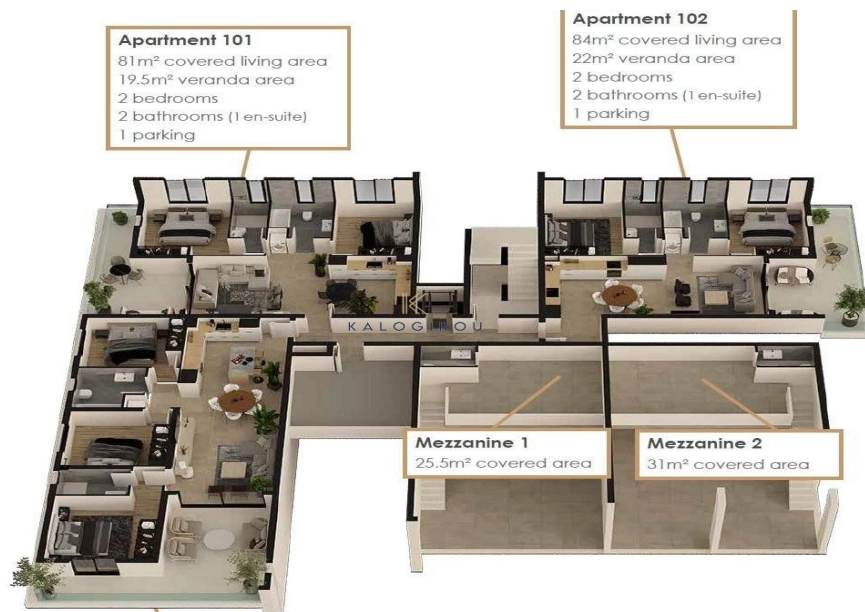 Apartment 101
81m² covered living area
19.5m² veranda area
2 bedrooms
2 bathrooms (1 en-suite)
1 parking
Apartment 102
84m² covered living area
22m² veranda area
2 bedrooms
2 bathrooms (1 en-suite)
1 parking
KALOGIROU
Mezzanine 1
25.5m² covered area
Mezzanine 2
31m² covered area